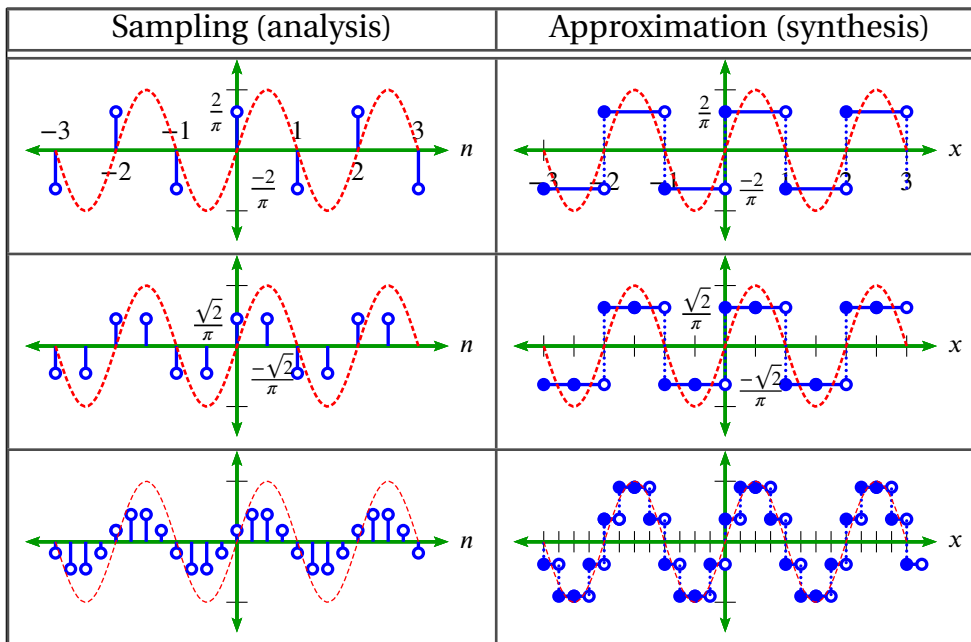 Sampling (analysis)
Approximation (synthesis)
2/π
−3 −1 1 3 n
−2 2
−2/π
2/π
x
−3 −2 −1 1 2 3
−2/π
√2/π
n
−√2/π
√2/π
x
−√2/π
n
x